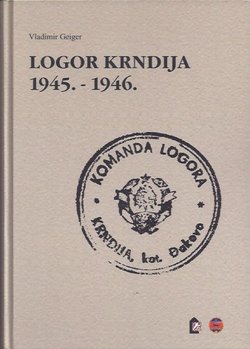 Vladimir Geiger
LOGOR KRNDIJA
1945. - 1946.
KOMANDA LOGORA
KRNDIJA, kot. Đakovo